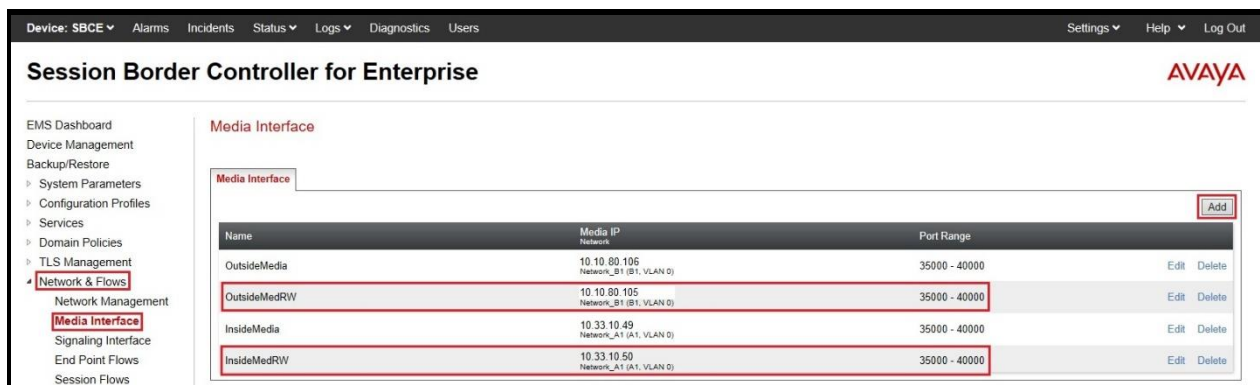 Device: SBCE Alarms Incidents Status Logs Diagnostics Users Settings Help Log Out
Session Border Controller for Enterprise
AVAYA
EMS Dashboard
Device Management
Backup/Restore
System Parameters
Configuration Profiles
Services
Domain Policies
TLS Management
Network & Flows
Network Management
Media Interface
Signaling Interface
End Point Flows
Session Flows
Media Interface
Media Interface
Add
Name Media IP Port Range
Network
OutsideMedia 10.10.80.106 35000 - 40000 Edit Delete
Network_B1 (B1, VLAN 0)
OutsideMedRW 10.10.80.105 35000 - 40000 Edit Delete
Network_B1 (B1, VLAN 0)
InsideMedia 10.33.10.49 35000 - 40000 Edit Delete
Network_A1 (A1, VLAN 0)
InsideMedRW 10.33.10.50 35000 - 40000 Edit Delete
Network_A1 (A1, VLAN 0)